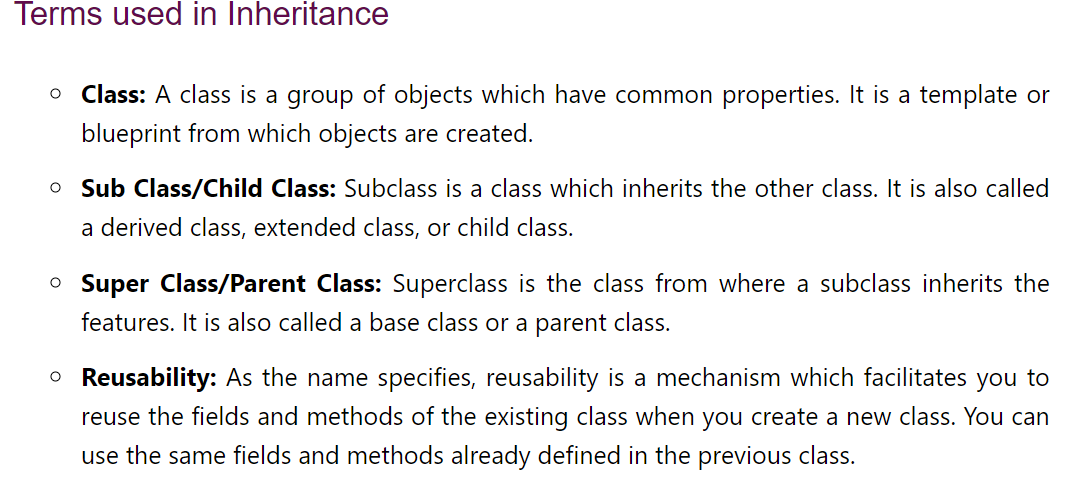 Terms used in Inheritance
Class: A class is a group of objects which have common properties. It is a template or
blueprint from which objects are created.
Sub Class/Child Class: Subclass is a class which inherits the other class. It is also called
a derived class, extended class, or child class.
Super Class/Parent Class: Superclass is the class from where a subclass inherits the
features. It is also called a base class or a parent class.
Reusability: As the name specifies, reusability is a mechanism which facilitates you to
reuse the fields and methods of the existing class when you create a new class. You can
use the same fields and methods already defined in the previous class.